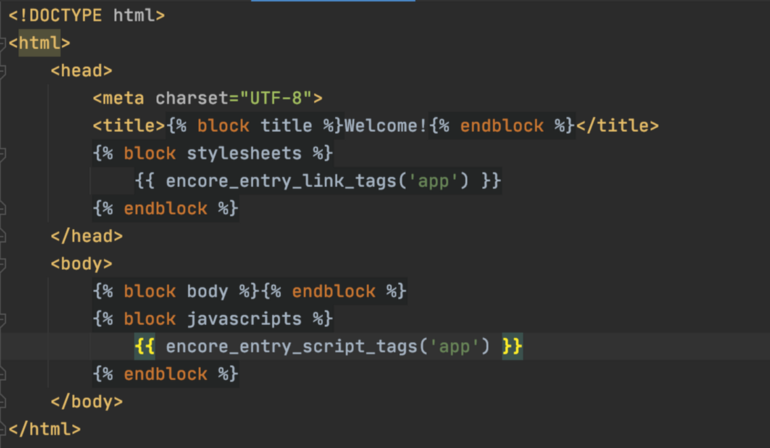 <!DOCTYPE html>
<html>
    <head>
        <meta charset="UTF-8">
        <title>{% block title %}Welcome!{% endblock %}</title>
        {% block stylesheets %}
            {{ encore_entry_link_tags('app') }}
        {% endblock %}
    </head>
    <body>
        {% block body %}{% endblock %}
        {% block javascripts %}
            {{ encore_entry_script_tags('app') }}
        {% endblock %}
    </body>
</html>